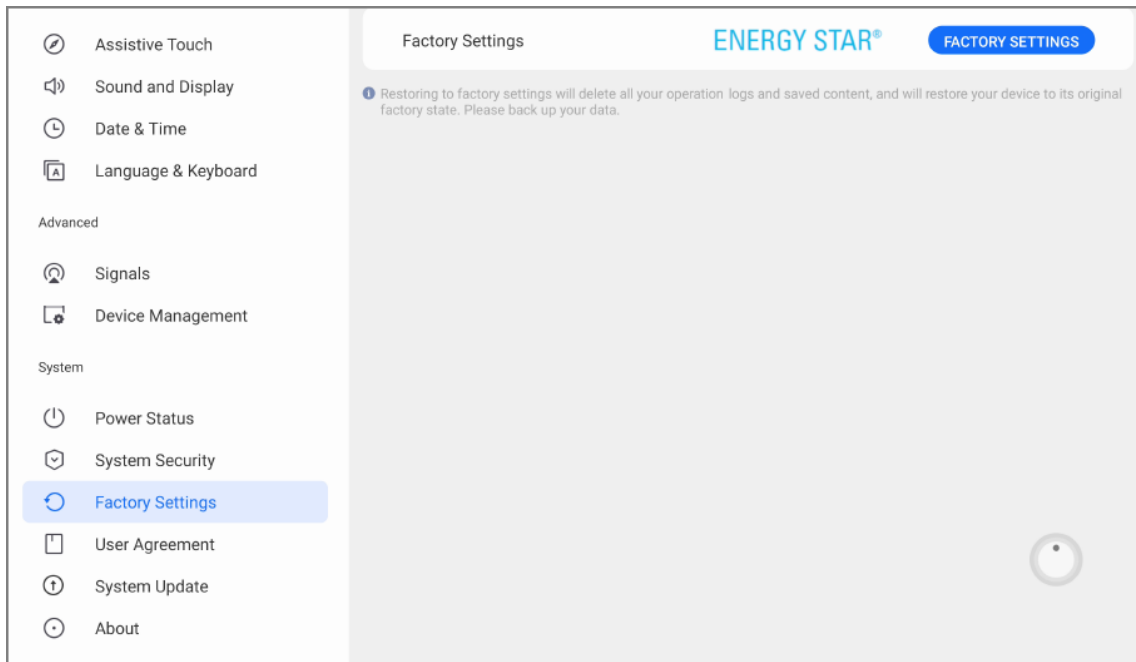 Assistive Touch
Sound and Display
Date & Time
A
Language & Keyboard
Advanced
Signals
Device Management
System
Power Status
System Security
Factory Settings
User Agreement
System Update
About
Factory Settings
ENERGY STAR®
FACTORY SETTINGS
Restoring to factory settings will delete all your operation logs and saved content, and will restore your device to its original
factory state. Please back up your data.